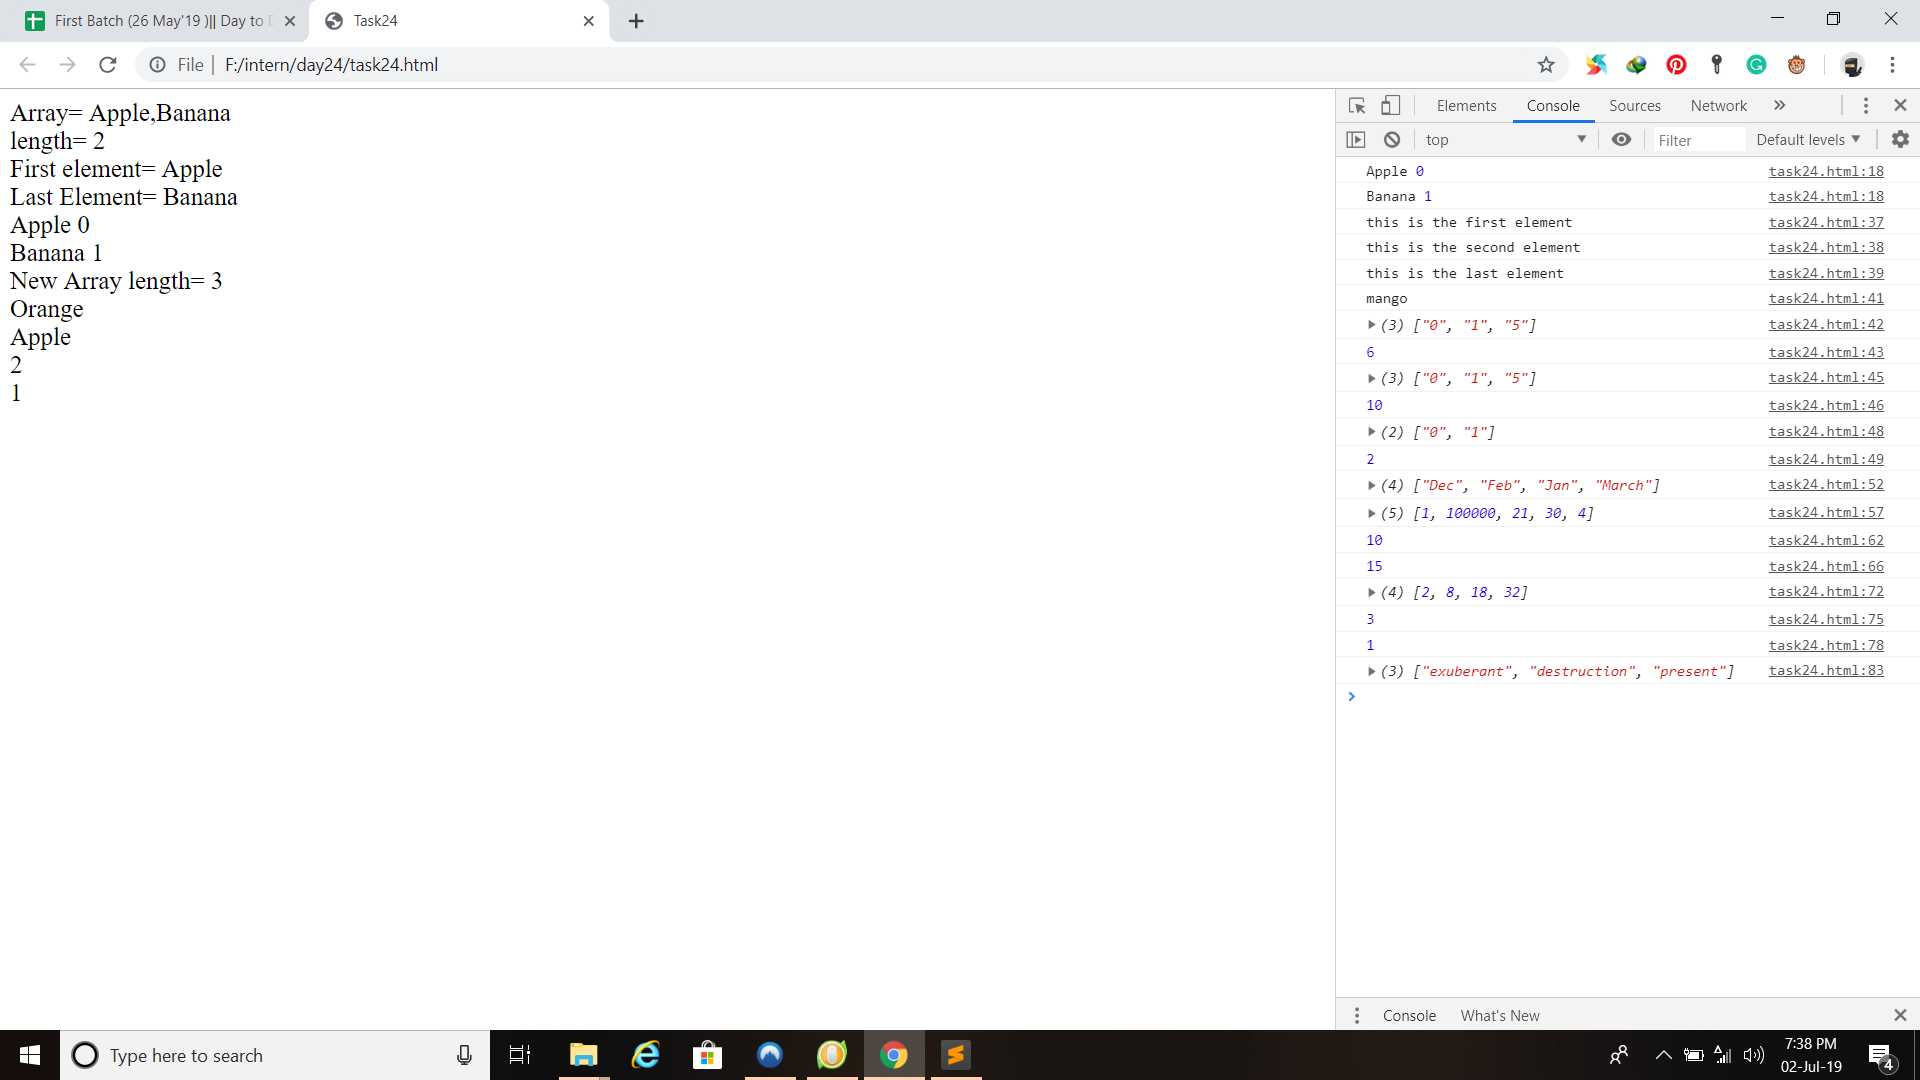 First Batch (26 May'19 )|| Day to D
Task24
File | F:/intern/day24/task24.html
Array= Apple,Banana
length= 2
First element= Apple
Last Element= Banana
Apple 0
Banana 1
New Array length= 3
Orange
Apple
2
1
Elements Console Sources Network
top Filter Default levels
Apple 0 task24.html:18
Banana 1 task24.html:18
this is the first element task24.html:37
this is the second element task24.html:38
this is the last element task24.html:39
mango task24.html:41
(3) ["0", "1", "5"] task24.html:42
6 task24.html:43
(3) ["0", "1", "5"] task24.html:45
10 task24.html:46
(2) ["0", "1"] task24.html:48
2 task24.html:49
(4) ["Dec", "Feb", "Jan", "March"] task24.html:52
(5) [1, 100000, 21, 30, 4] task24.html:57
10 task24.html:62
15 task24.html:66
(4) [2, 8, 18, 32] task24.html:72
3 task24.html:75
1 task24.html:78
(3) ["exuberant", "destruction", "present"] task24.html:83
Console What's New
Type here to search
7:38 PM
02-Jul-19
4